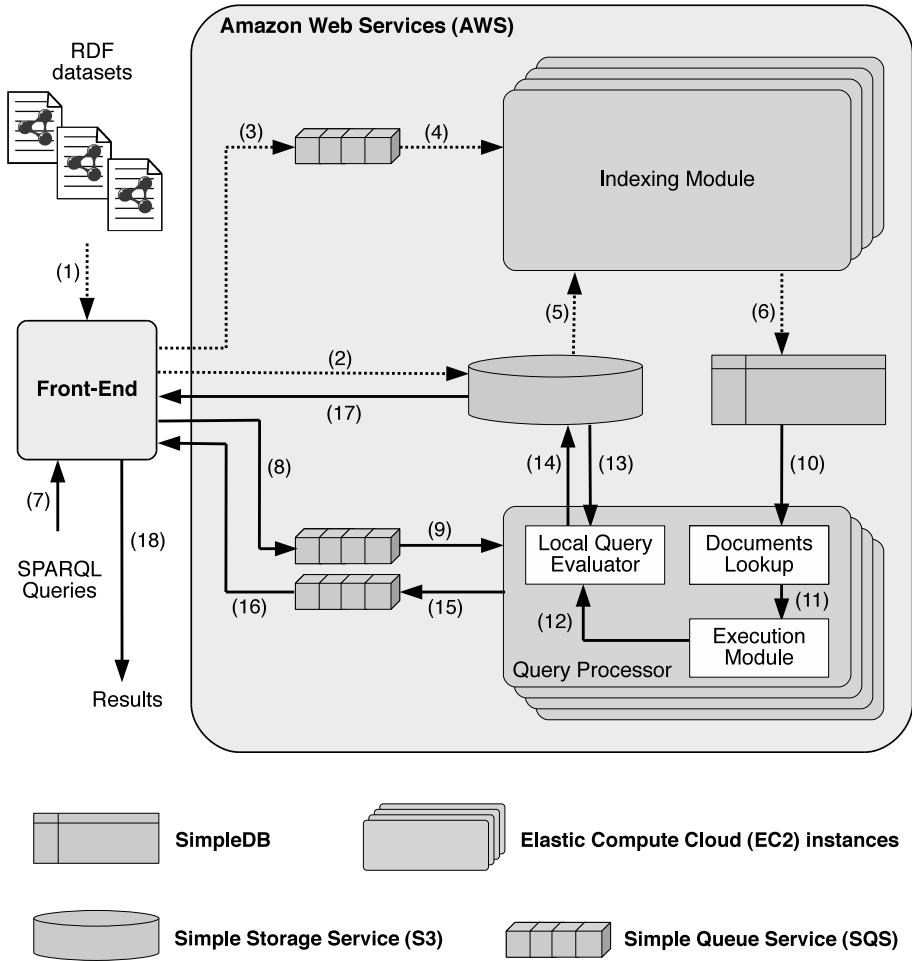 Amazon Web Services (AWS)
RDF
datasets
(3)
(4)
Indexing Module
(1)
(5)
(6)
(2)
Front-End
(17)
(8)
(14)
(13)
(10)
(7)
(18)
(9)
SPARQL
Queries
Local Query
Evaluator
Documents
Lookup
(16)
(15)
(12)
(11)
Execution
Module
Query Processor
Results
SimpleDB
Elastic Compute Cloud (EC2) instances
Simple Storage Service (S3)
Simple Queue Service (SQS)